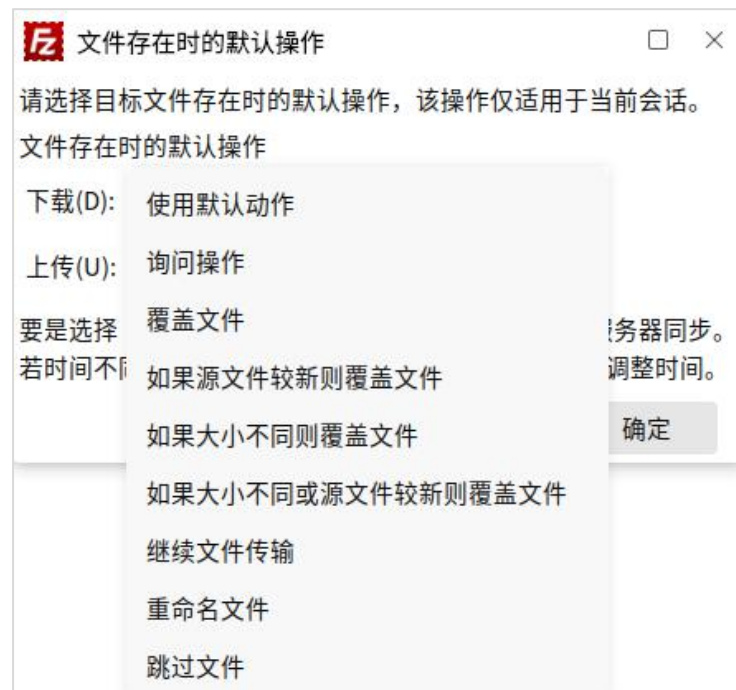 Fz 文件存在时的默认操作
请选择目标文件存在时的默认操作，该操作仅适用于当前会话。
文件存在时的默认操作
下载(D):
使用默认动作
询问操作
上传(U):
覆盖文件
要是选择 务器同步。
如果源文件较新则覆盖文件
若时间不 调整时间。
如果大小不同则覆盖文件
确定
如果大小不同或源文件较新则覆盖文件
继续文件传输
重命名文件
跳过文件